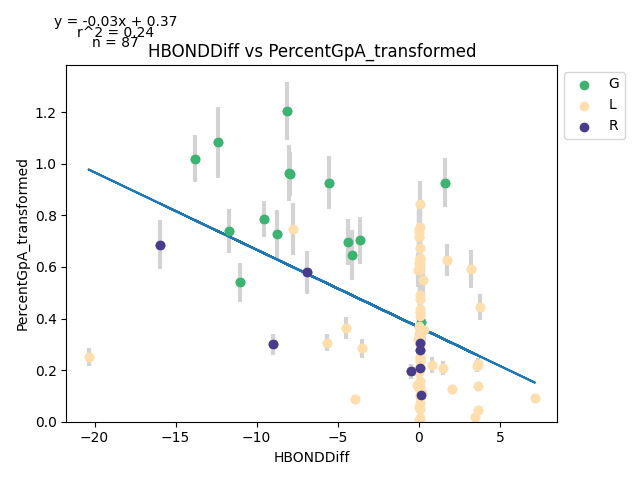 y = -0.03x + 0.37
r^2 = 0.24
n = 87
HBONDDiff vs PercentGpA_transformed
G
L
R
PercentGpA_transformed
1.2
1.0
0.8
0.6
0.4
0.2
0.0
−20
−15
−10
−5
0
5
HBONDDiff